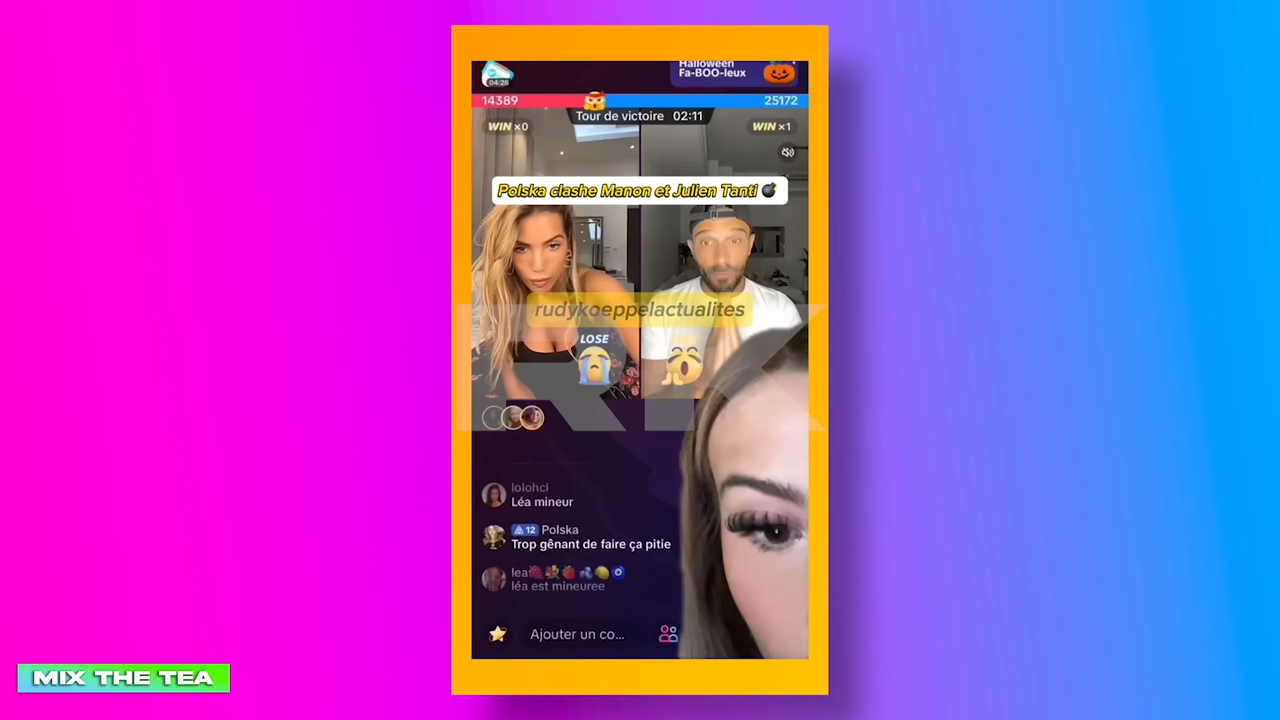 04:28
Halloween
Fa-BOO-leux
14389
25172
Tour de victoire 02:11
WIN ×0
WIN ×1
Polska clashe Manon et Julien Tanti 💣
rudykoeppelactualites
LOSE
RK
lolohcl
Léa mineur
12 Polska
Trop gênant de faire ça pitie
lea
léa est mineuree
Ajouter un co...
MIX THE TEA